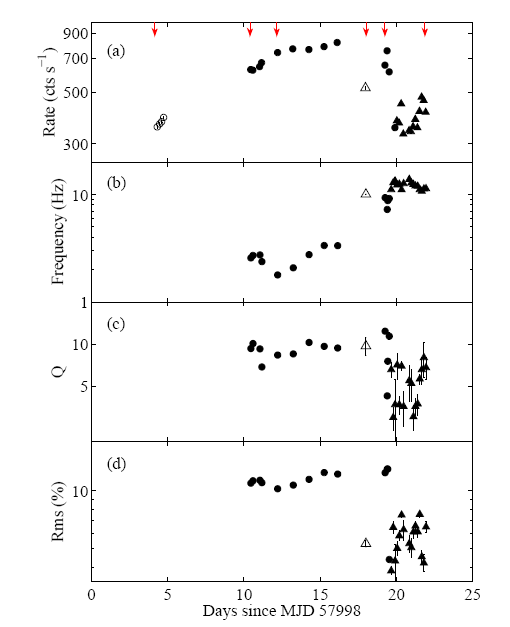 (a)
900
700
500
300
Rate (cts s⁻¹)
(b)
10
1
Frequency (Hz)
(c)
10
5
Q
(d)
10
Rms (%)
0 5 10 15 20 25
Days since MJD 57998